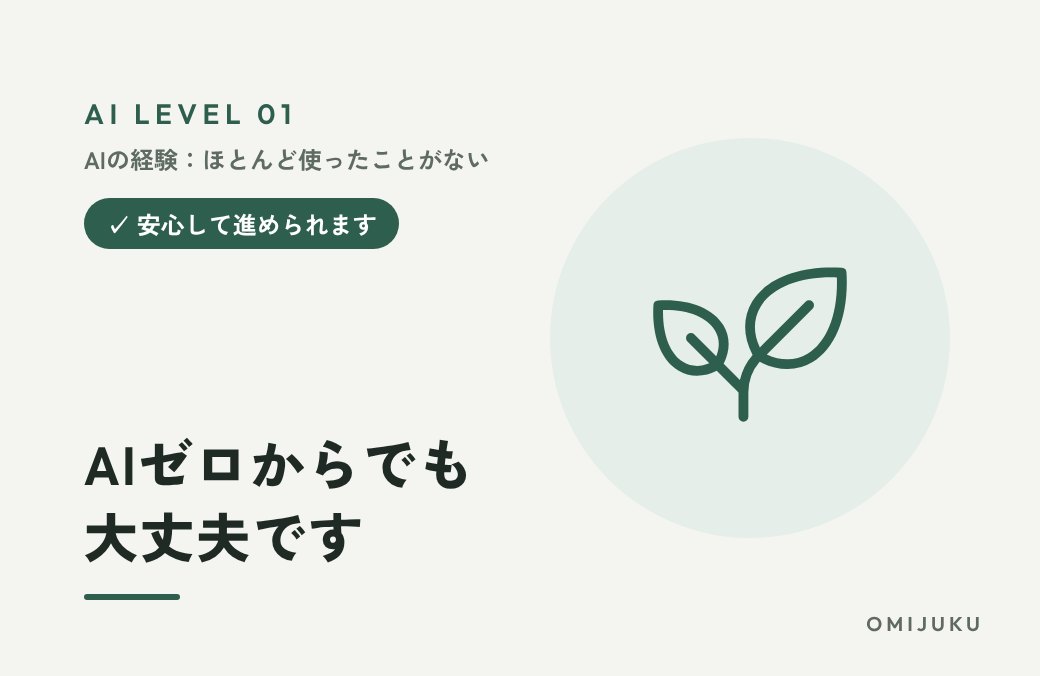 AI LEVEL 01
AIの経験：ほとんど使ったことがない
✓ 安心して進められます
AIゼロからでも
大丈夫です
OMIJUKU